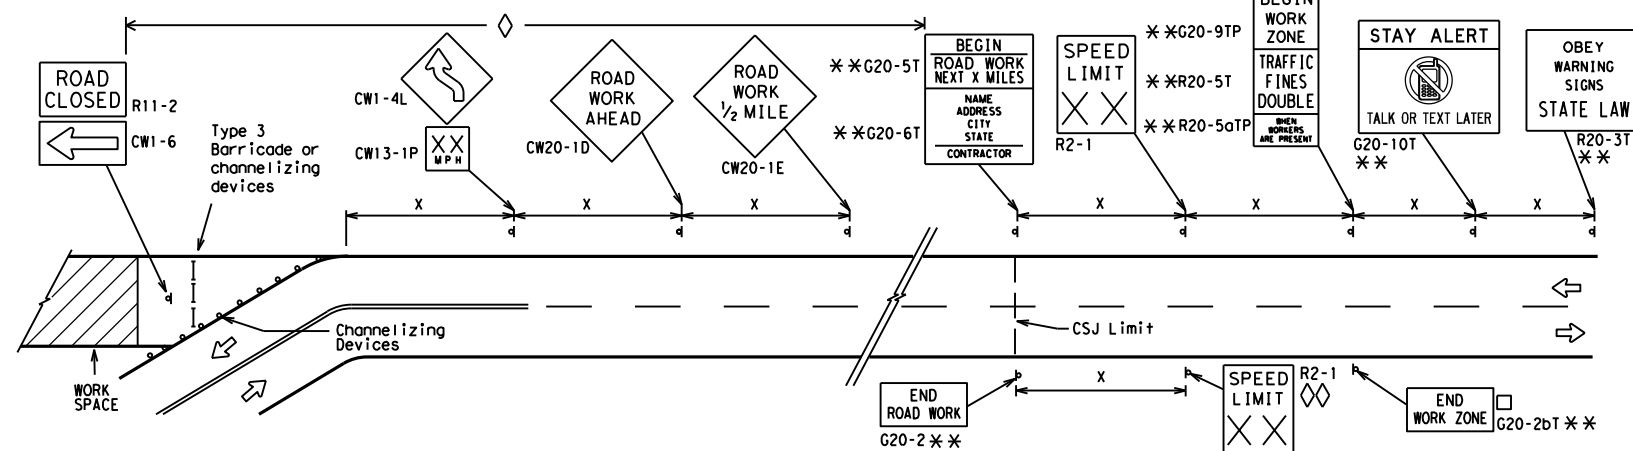 ROAD
CLOSED
R11-2
CW1-6
Type 3
Barricade or
channelizing
devices
CW1-4L
CW13-1P
XX
MPH
ROAD
WORK
AHEAD
CW20-1D
ROAD
WORK
1/2 MILE
CW20-1E
**G20-5T
BEGIN
ROAD WORK
NEXT X MILES
**G20-6T
NAME
ADDRESS
CITY
STATE
CONTRACTOR
SPEED
LIMIT
XX
R2-1
**G20-9TP
BEGIN
WORK
ZONE
**R20-5T
TRAFFIC
FINES
DOUBLE
**R20-5aTP
WHEN
WORKERS
ARE PRESENT
STAY ALERT
TALK OR TEXT LATER
G20-10T
**
OBEY
WARNING
SIGNS
STATE LAW
R20-3T
**
X
X
X
X
X
X
X
Channelizing
Devices
CSJ Limit
WORK
SPACE
END
ROAD WORK
G20-2 **
X
SPEED
LIMIT
XX
R2-1
END
WORK ZONE
G20-2bT **